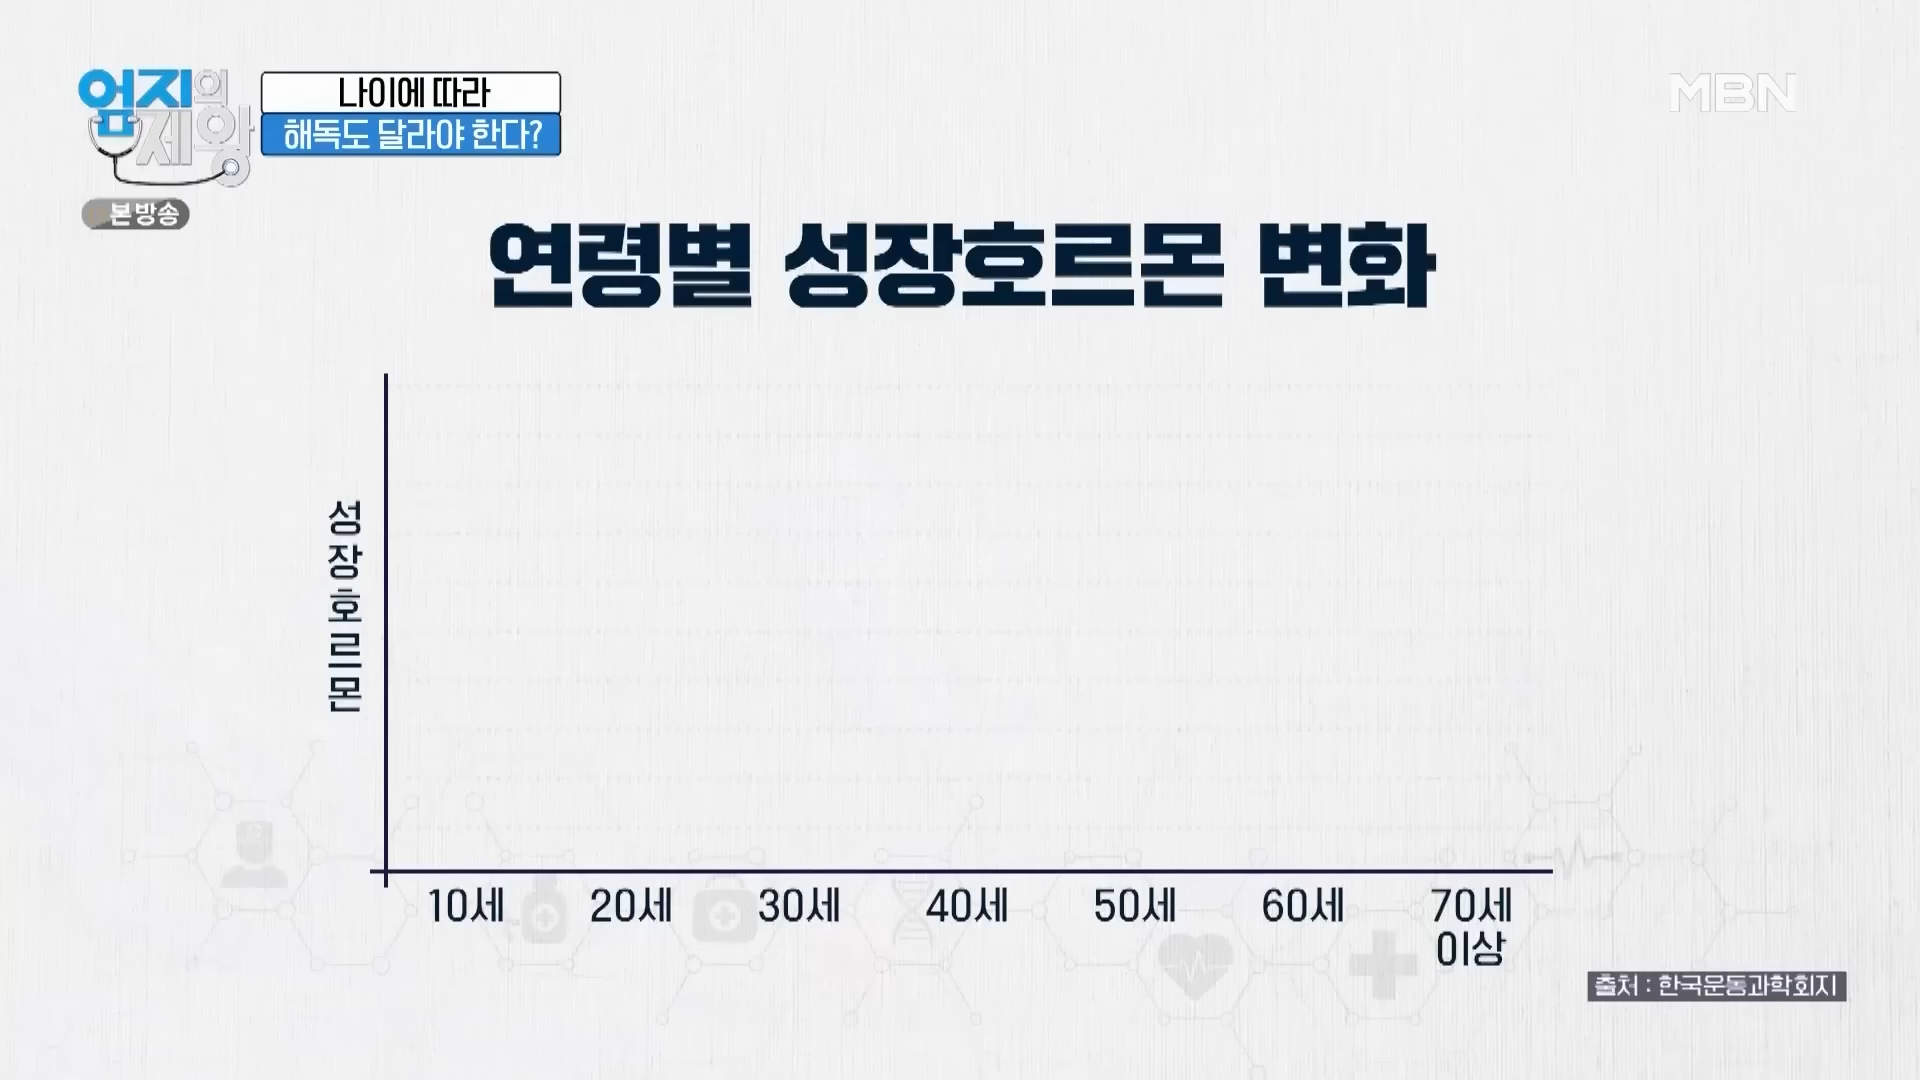 엄지의 제왕
나이에 따라
해독도 달라야 한다?
MBN
본방송
연령별 성장호르몬 변화
성장호르몬
10세 20세 30세 40세 50세 60세 70세 이상
출처 : 한국운동과학회지